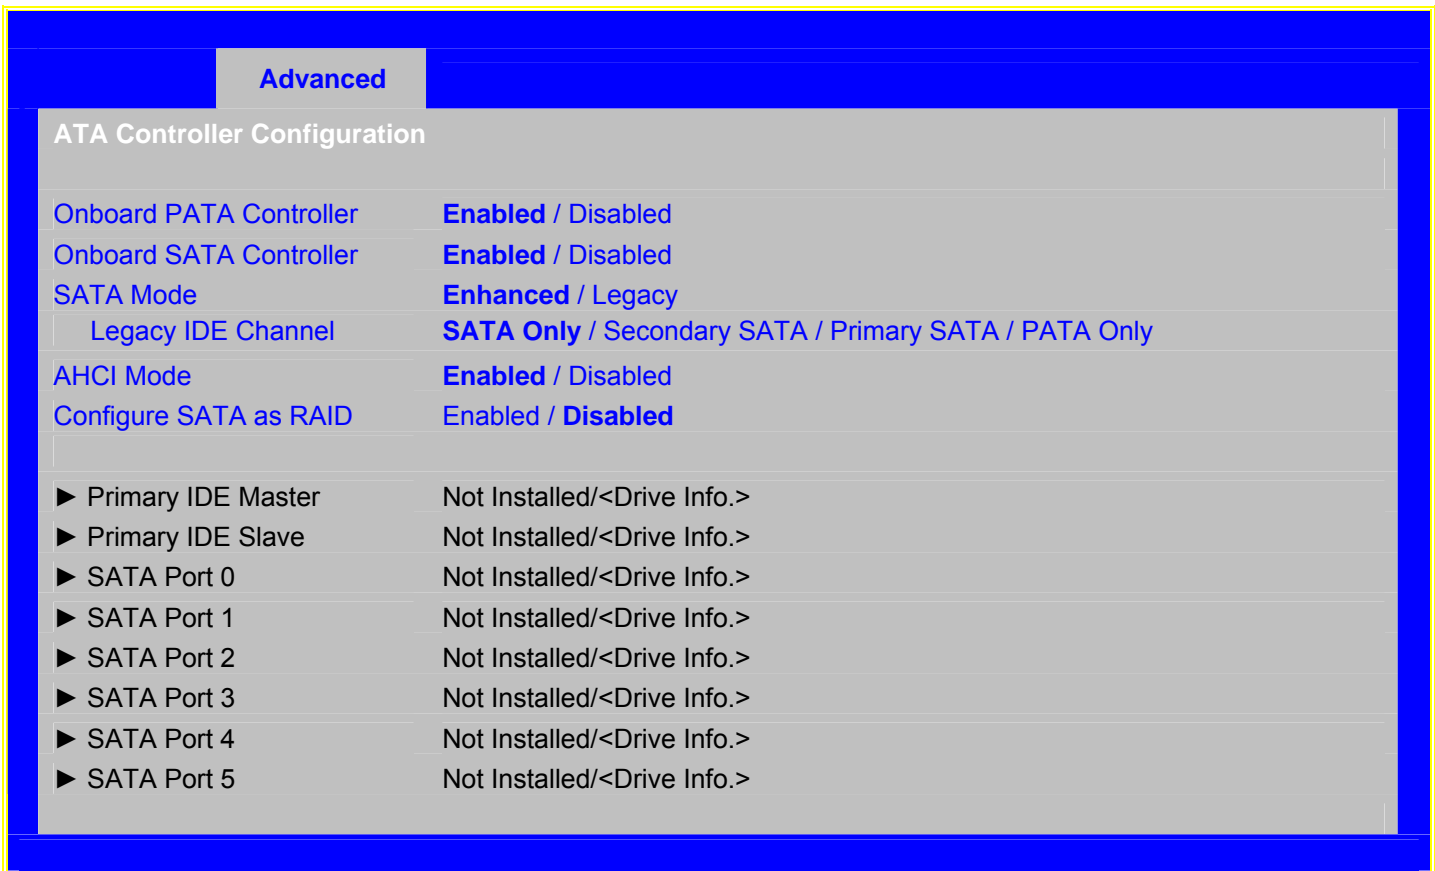 Advanced
ATA Controller Configuration
Onboard PATA Controller Enabled / Disabled
Onboard SATA Controller Enabled / Disabled
SATA Mode Enhanced / Legacy
Legacy IDE Channel SATA Only / Secondary SATA / Primary SATA / PATA Only
AHCI Mode Enabled / Disabled
Configure SATA as RAID Enabled / Disabled
► Primary IDE Master Not Installed/<Drive Info.>
► Primary IDE Slave Not Installed/<Drive Info.>
► SATA Port 0 Not Installed/<Drive Info.>
► SATA Port 1 Not Installed/<Drive Info.>
► SATA Port 2 Not Installed/<Drive Info.>
► SATA Port 3 Not Installed/<Drive Info.>
► SATA Port 4 Not Installed/<Drive Info.>
► SATA Port 5 Not Installed/<Drive Info.>